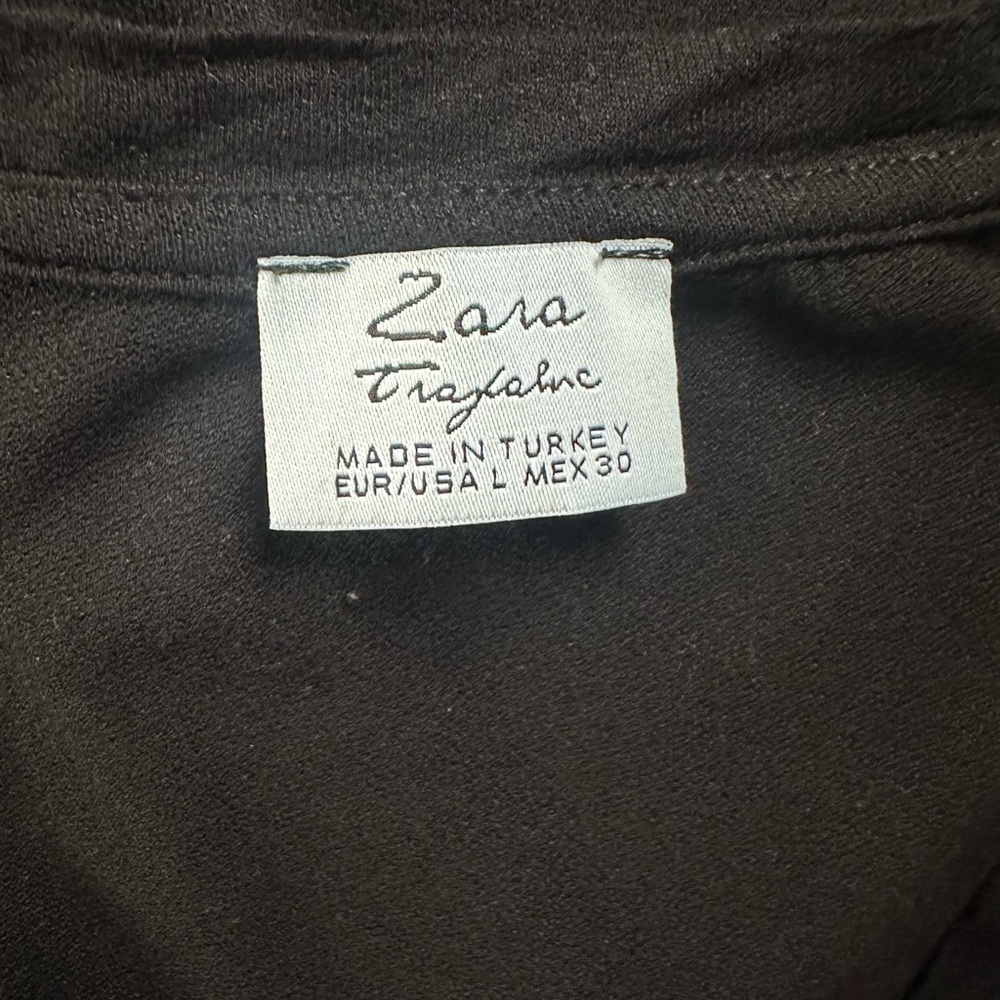 Zara
Trafaluc
MADE IN TURKEY
EUR/USA L MEX 30